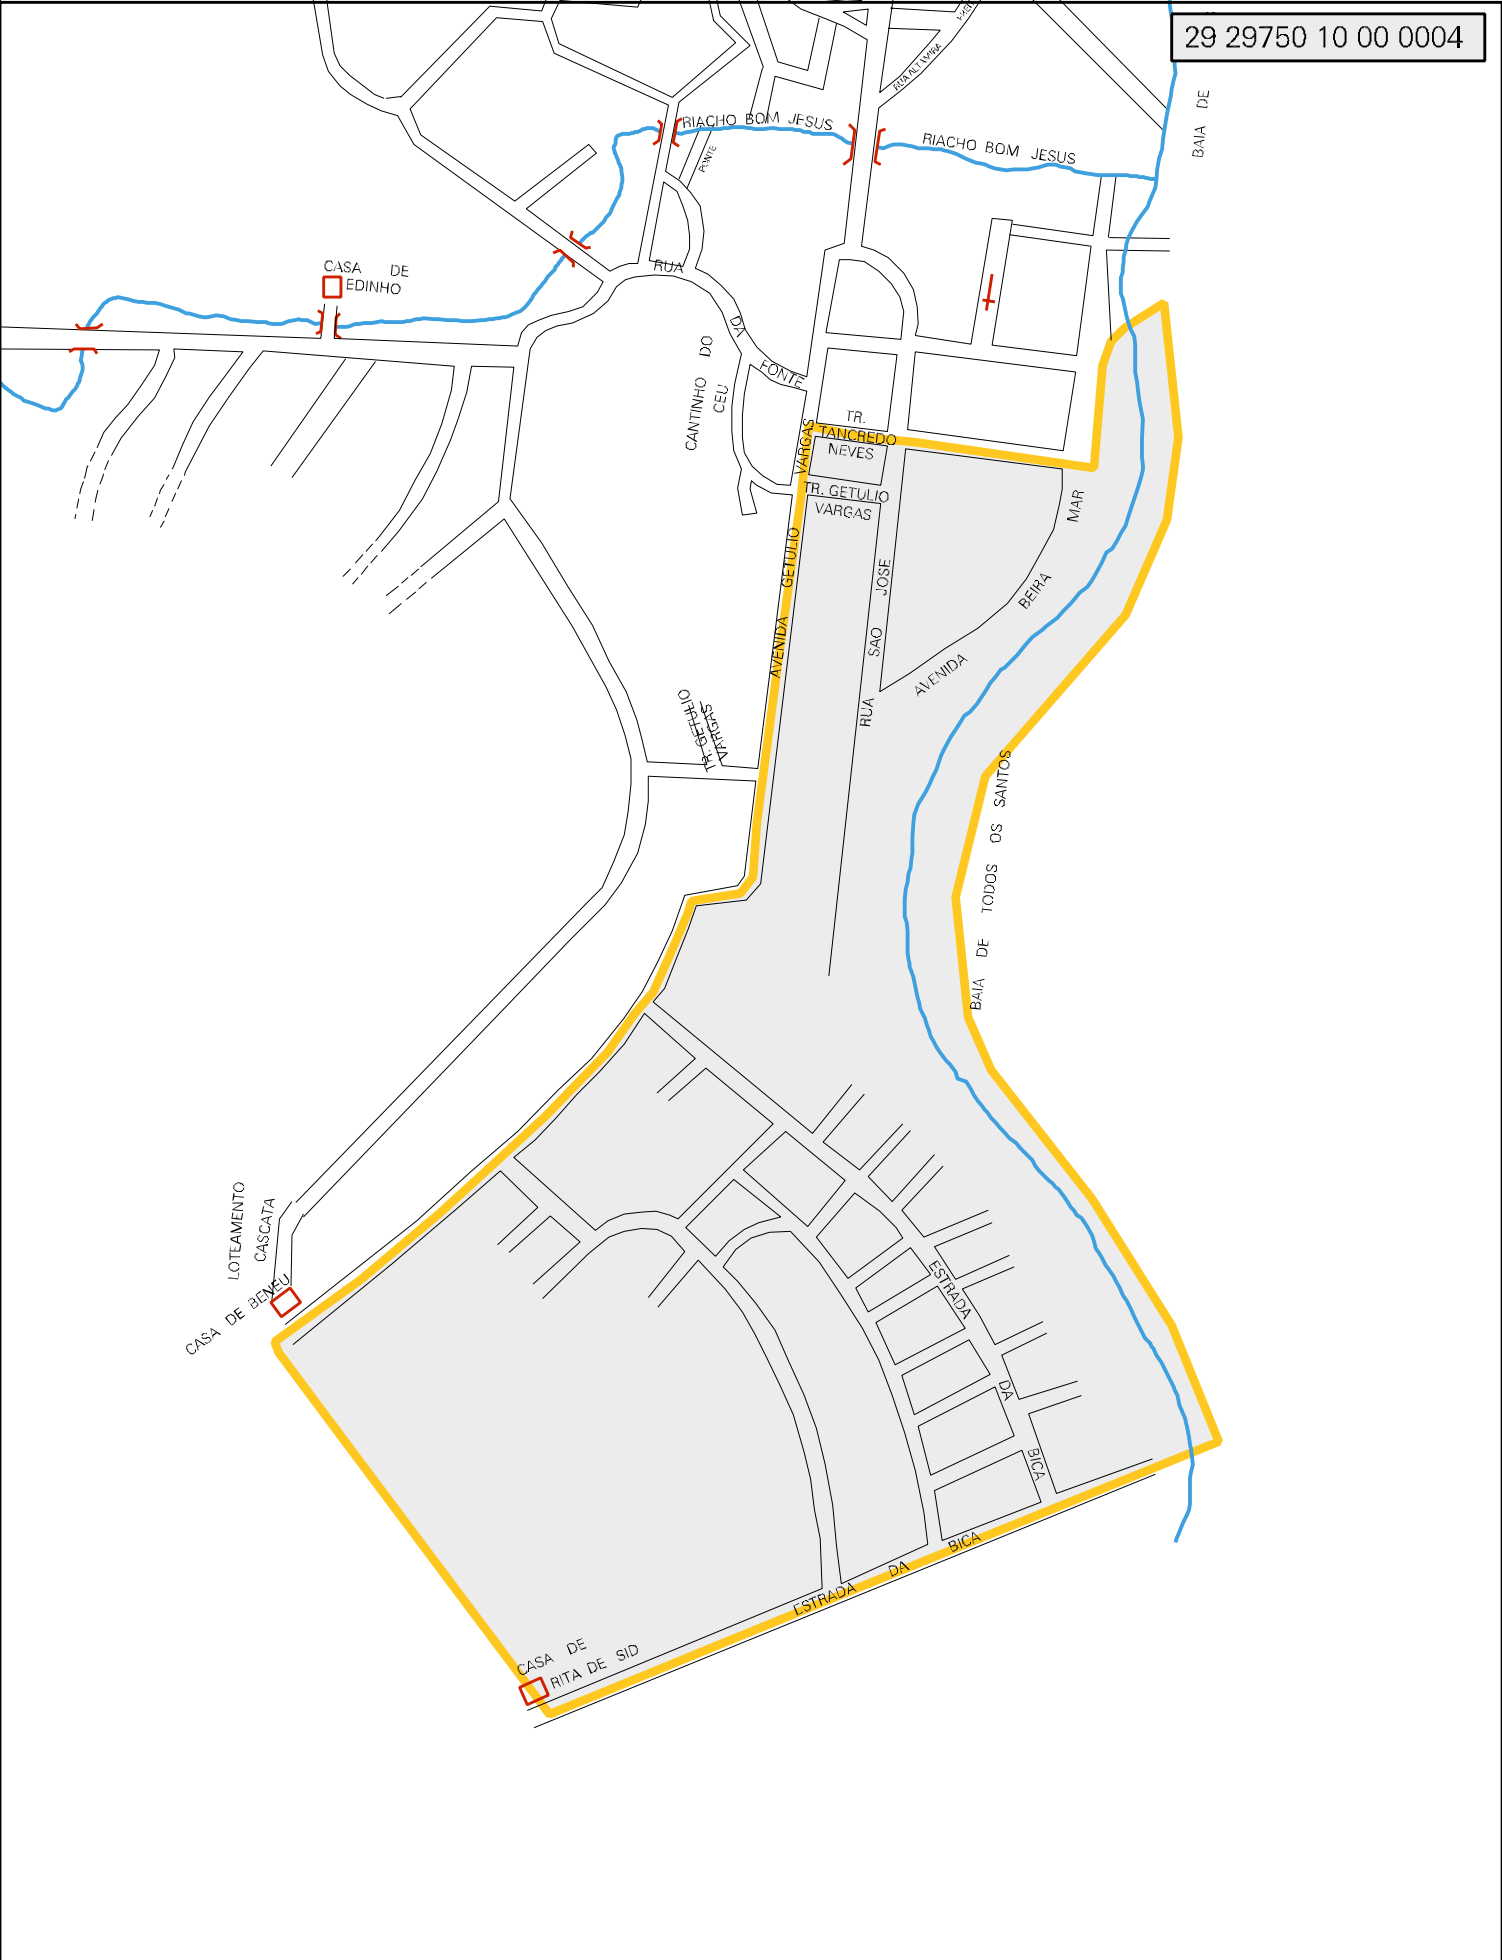 29 29750 10 00 0004
RUA ALTAMIRA
BAIA DE
RIACHO BOM JESUS
RIACHO BOM JESUS
PONTE
CASA DE
EDINHO
RUA
DA
FONTE
CANTINHO DO
CEU
TR.
TANCREDO
NEVES
TR. GETULIO
VARGAS
AVENIDA GETULIO VARGAS
RUA SAO JOSE
AVENIDA BEIRA MAR
TR. GETULIO
VARGAS
BAIA DE TODOS OS SANTOS
LOTEAMENTO
CASCATA
CASA DE BENEU
ESTRADA DA BICA
ESTRADA DA BICA
CASA DE
RITA DE SID